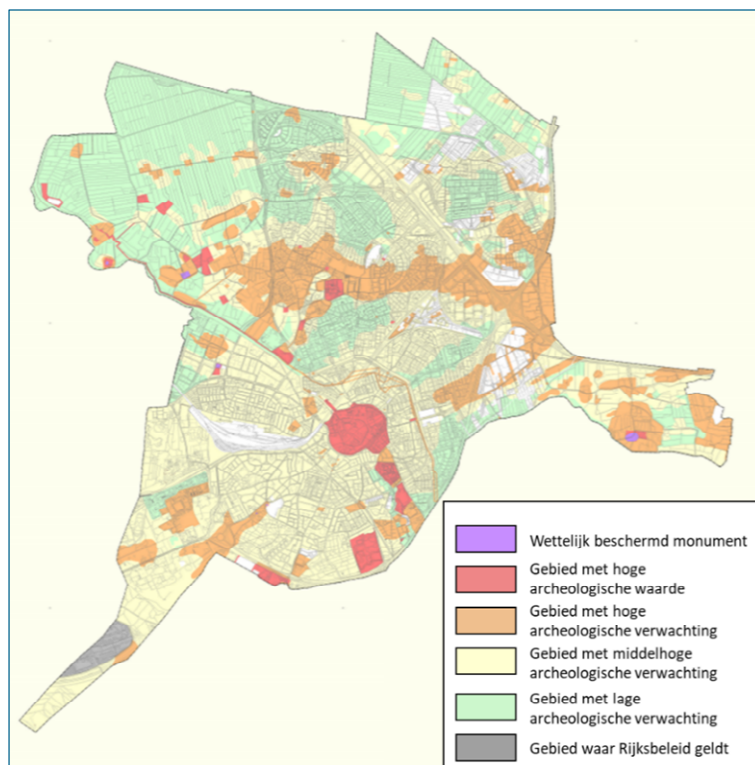 Wettelijk beschermd monument
Gebied met hoge
archeologische waarde
Gebied met hoge
archeologische verwachting
Gebied met middelhoge
archeologische verwachting
Gebied met lage
archeologische verwachting
Gebied waar Rijksbeleid geldt